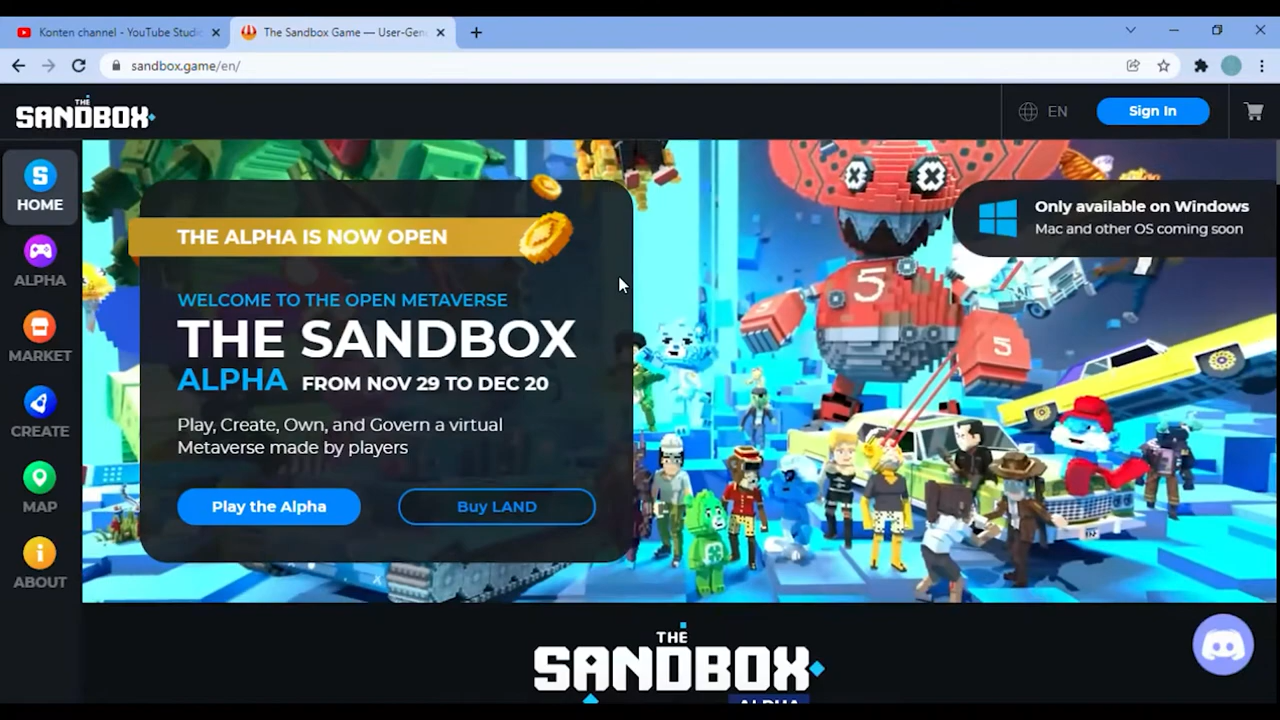 Konten channel - YouTube Studi
The Sandbox Game — User-Gen
sandbox.game/en/
THE
SANDBOX
EN
Sign In
S
HOME
ALPHA
MARKET
CREATE
MAP
ABOUT
THE ALPHA IS NOW OPEN
WELCOME TO THE OPEN METAVERSE
THE SANDBOX
ALPHA FROM NOV 29 TO DEC 20
Play, Create, Own, and Govern a virtual
Metaverse made by players
Play the Alpha
Buy LAND
Only available on Windows
Mac and other OS coming soon
5
5
THE
SANDBOX
ALPHA